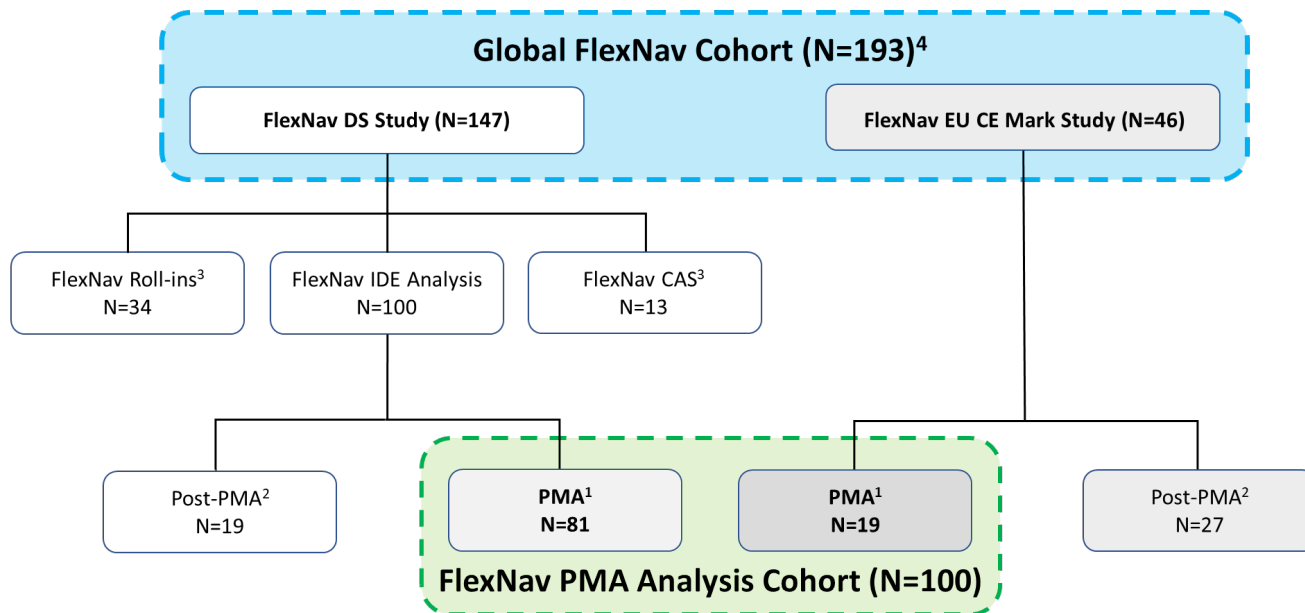 Global FlexNav Cohort (N=193)⁴
FlexNav DS Study (N=147)
FlexNav EU CE Mark Study (N=46)
FlexNav Roll-ins³
N=34
FlexNav IDE Analysis
N=100
FlexNav CAS³
N=13
Post-PMA²
N=19
PMA¹
N=81
PMA¹
N=19
Post-PMA²
N=27
FlexNav PMA Analysis Cohort (N=100)